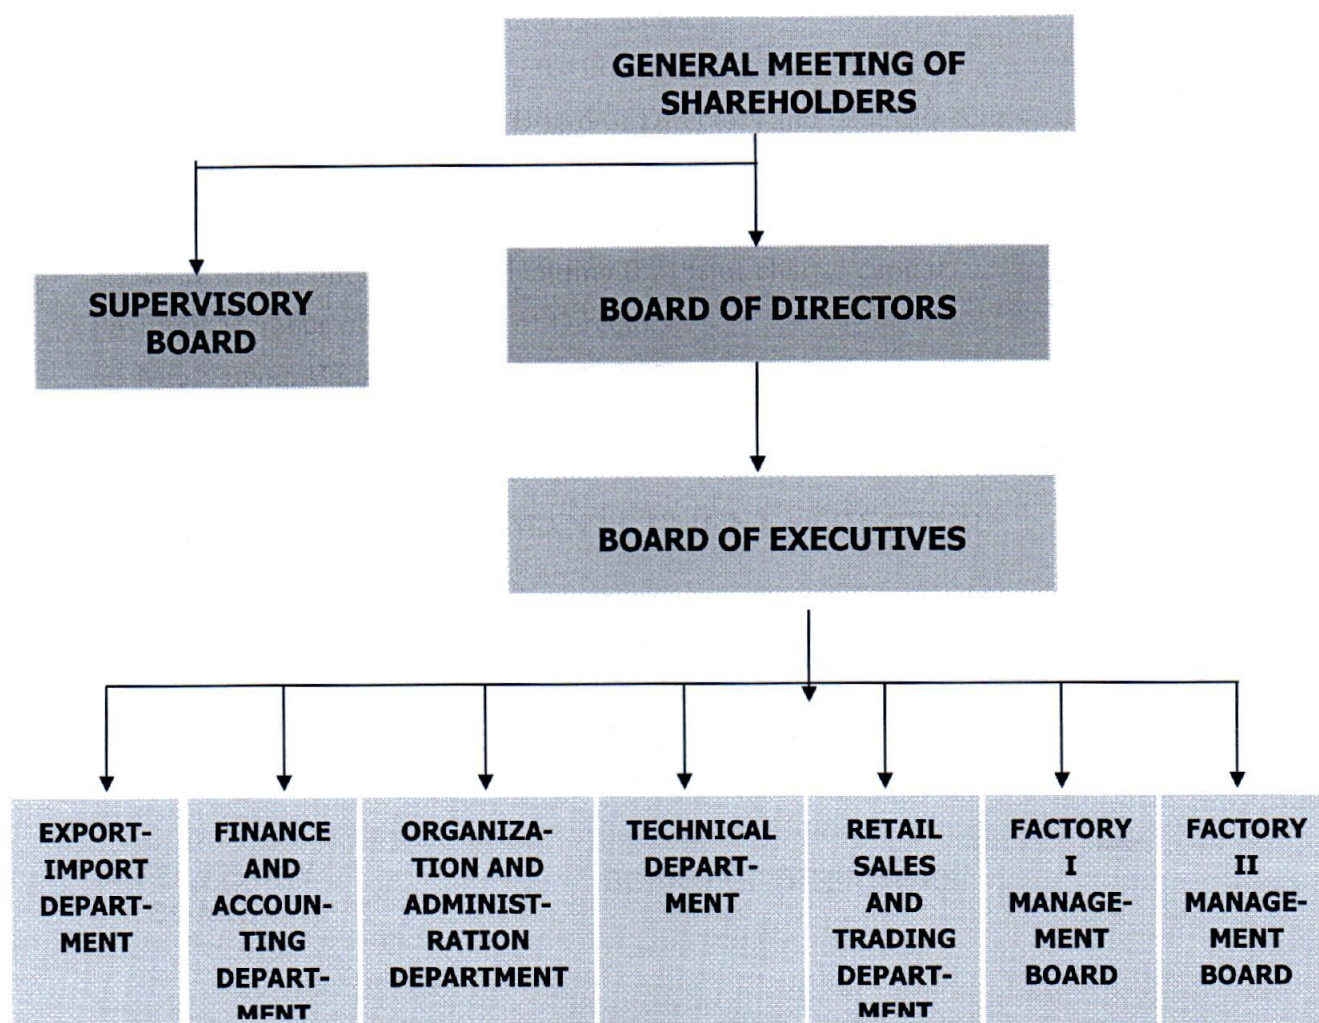 GENERAL MEETING OF
SHAREHOLDERS
SUPERVISORY
BOARD
BOARD OF DIRECTORS
BOARD OF EXECUTIVES
EXPORT-
IMPORT
DEPART-
MENT
FINANCE
AND
ACCOUN-
TING
DEPART-
MENT
ORGANIZA-
TION AND
ADMINIST-
RATION
DEPARTMENT
TECHNICAL
DEPART-
MENT
RETAIL
SALES
AND
TRADING
DEPART-
MENT
FACTORY
I
MANAGE-
MENT
BOARD
FACTORY
II
MANAGE-
MENT
BOARD